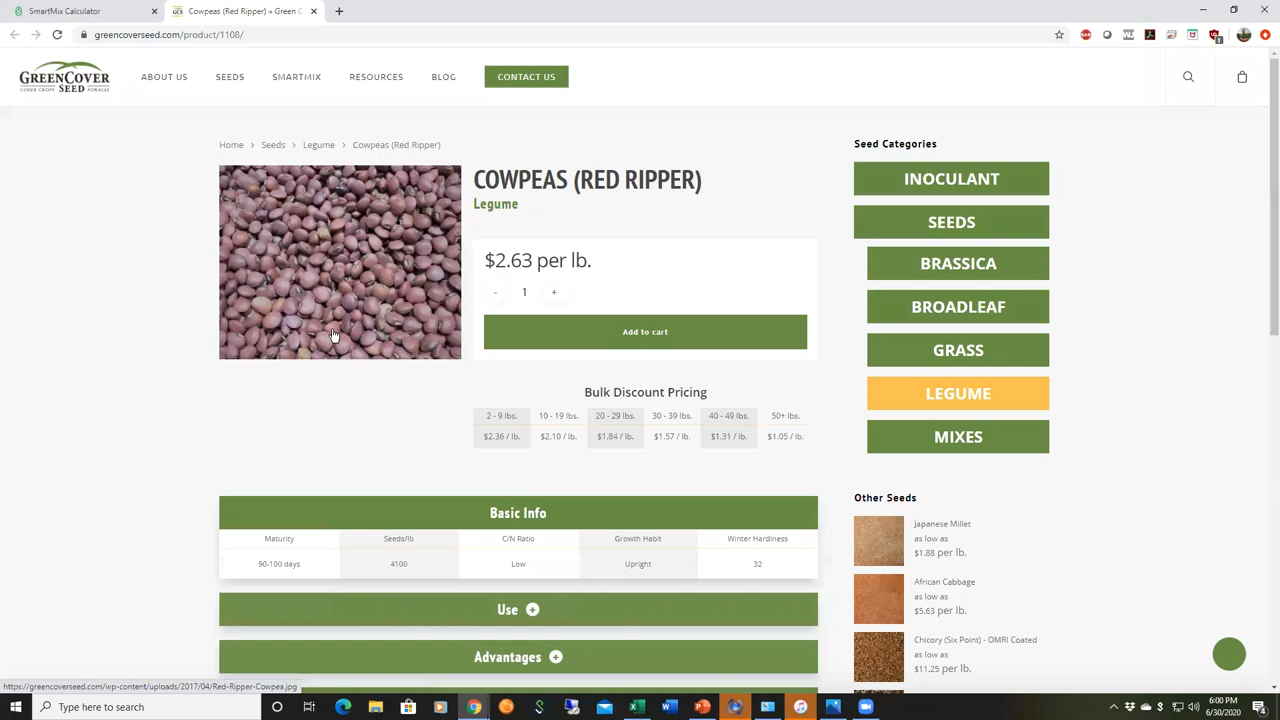 SmartMix Calculator
Cowpeas (Red Ripper) » Green C
greencoverseed.com/product/1108/
GREENCOVER
SEED
COVER CROPS FORAGES
ABOUT US
SEEDS
SMARTMIX
RESOURCES
BLOG
CONTACT US
Home > Seeds > Legume > Cowpeas (Red Ripper)
COWPEAS (RED RIPPER)
Legume
$2.63 per lb.
- 1 +
Add to cart
Bulk Discount Pricing
2 - 9 lbs. 10 - 19 lbs. 20 - 29 lbs. 30 - 39 lbs. 40 - 49 lbs. 50+ lbs.
$2.36 / lb. $2.10 / lb. $1.84 / lb. $1.57 / lb. $1.31 / lb. $1.05 / lb.
Basic Info
Maturity Seeds/lb C/N Ratio Growth Habit Winter Hardiness
90-100 days 4100 Low Upright 32
Use
Advantages
Seed Categories
INOCULANT
SEEDS
BRASSICA
BROADLEAF
GRASS
LEGUME
MIXES
Other Seeds
Japanese Millet
as low as
$1.88 per lb.
African Cabbage
as low as
$5.63 per lb.
Chicory (Six Point) - OMRI Coated
as low as
$11.25 per lb.
https://greencoverseed.com/wp-content/uploads/2017/04/Red-Ripper-Cowpea.jpg
Type here to search
6:00 PM
6/30/2020